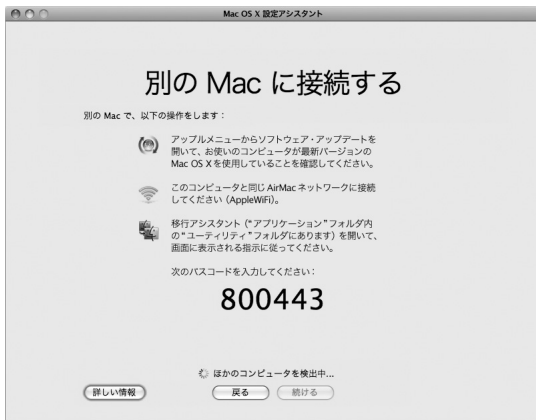 Mac OS X 設定アシスタント
別の Mac に接続する
別の Mac で、以下の操作をします：
アップルメニューからソフトウェア・アップデートを
開いて、お使いのコンピュータが最新バージョンの
Mac OS Xを使用していることを確認してください。
このコンピュータと同じ AirMac ネットワークに接続
してください (AppleWiFi)。
移行アシスタント (“アプリケーション”フォルダ内
の“ユーティリティ”フォルダにあります) を開いて、
画面に表示される指示に従ってください。
次のパスコードを入力してください：
800443
ほかのコンピュータを検出中...
詳しい情報
戻る
続ける